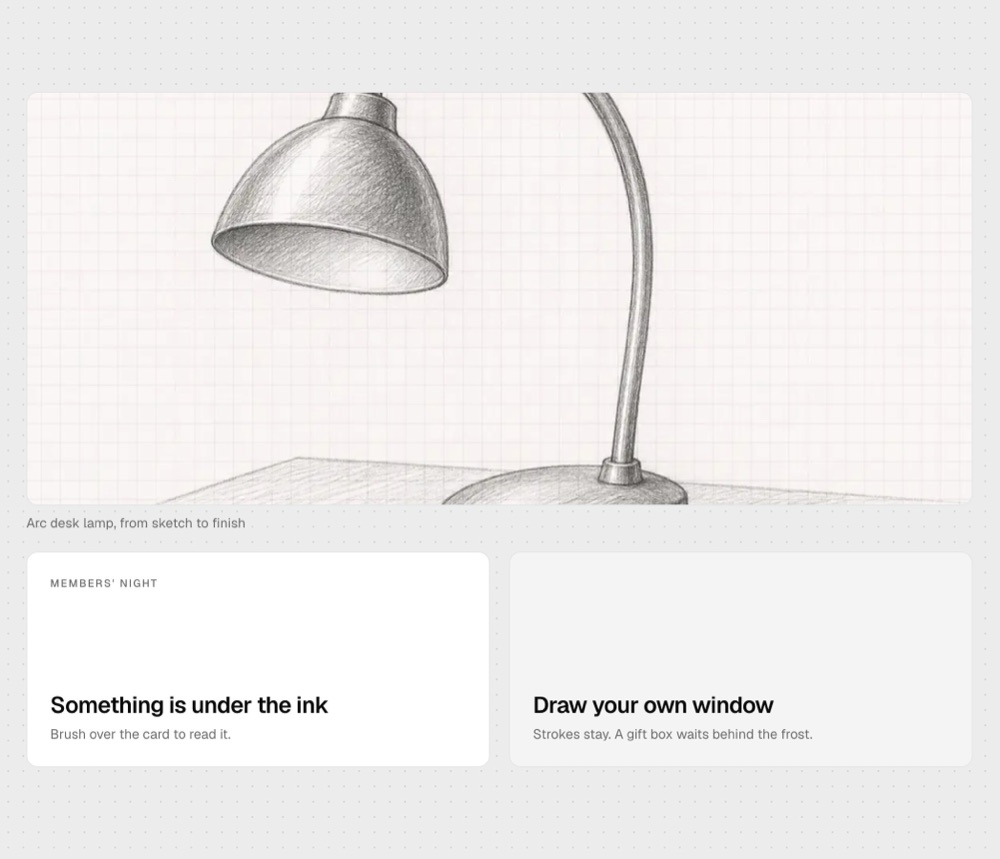 Arc desk lamp, from sketch to finish
MEMBERS' NIGHT
Something is under the ink
Brush over the card to read it.
Draw your own window
Strokes stay. A gift box waits behind the frost.